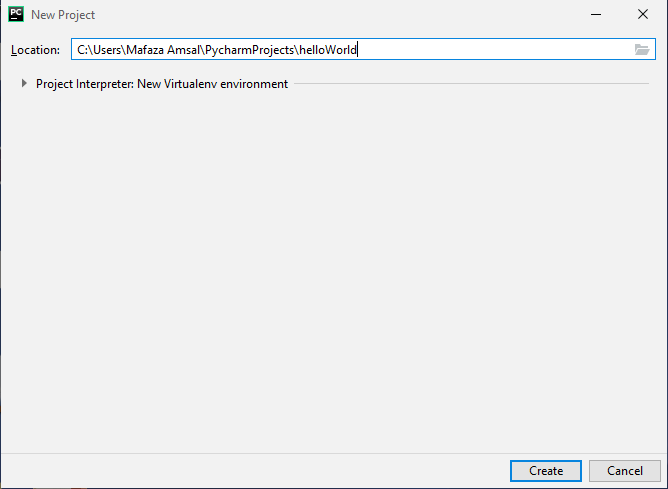 PC
New Project
Location: C:\Users\Mafaza Amsal\PycharmProjects\helloWorld
Project Interpreter: New Virtualenv environment
Create Cancel